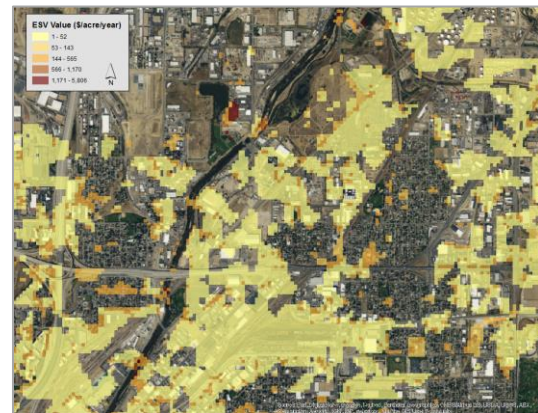 ESV Value ($/acre/year)
1 - 52
53 - 143
144 - 565
566 - 1,170
1,171 - 5,806
N